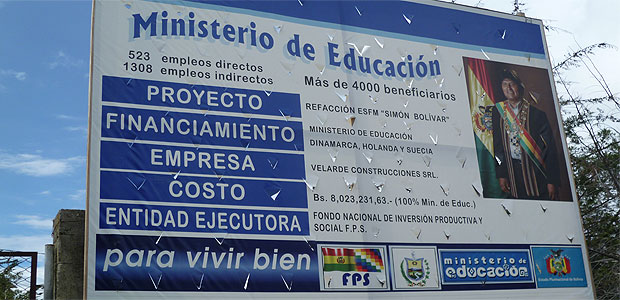 Ministerio de Educación
523 empleos directos
1308 empleos indirectos
Más de 4000 beneficiarios
PROYECTO
REFACCIÓN ESFM "SIMÓN BOLÍVAR"
FINANCIAMIENTO
MINISTERIO DE EDUCACIÓN
DINAMARCA, HOLANDA Y SUECIA
EMPRESA
VELARDE CONSTRUCCIONES SRL.
COSTO
Bs. 8,023,231,63.- (100% Min. de Educ.)
ENTIDAD EJECUTORA
FONDO NACIONAL DE INVERSIÓN PRODUCTIVA Y
SOCIAL F.P.S.
para vivir bien
FPS
ministerio de
educación